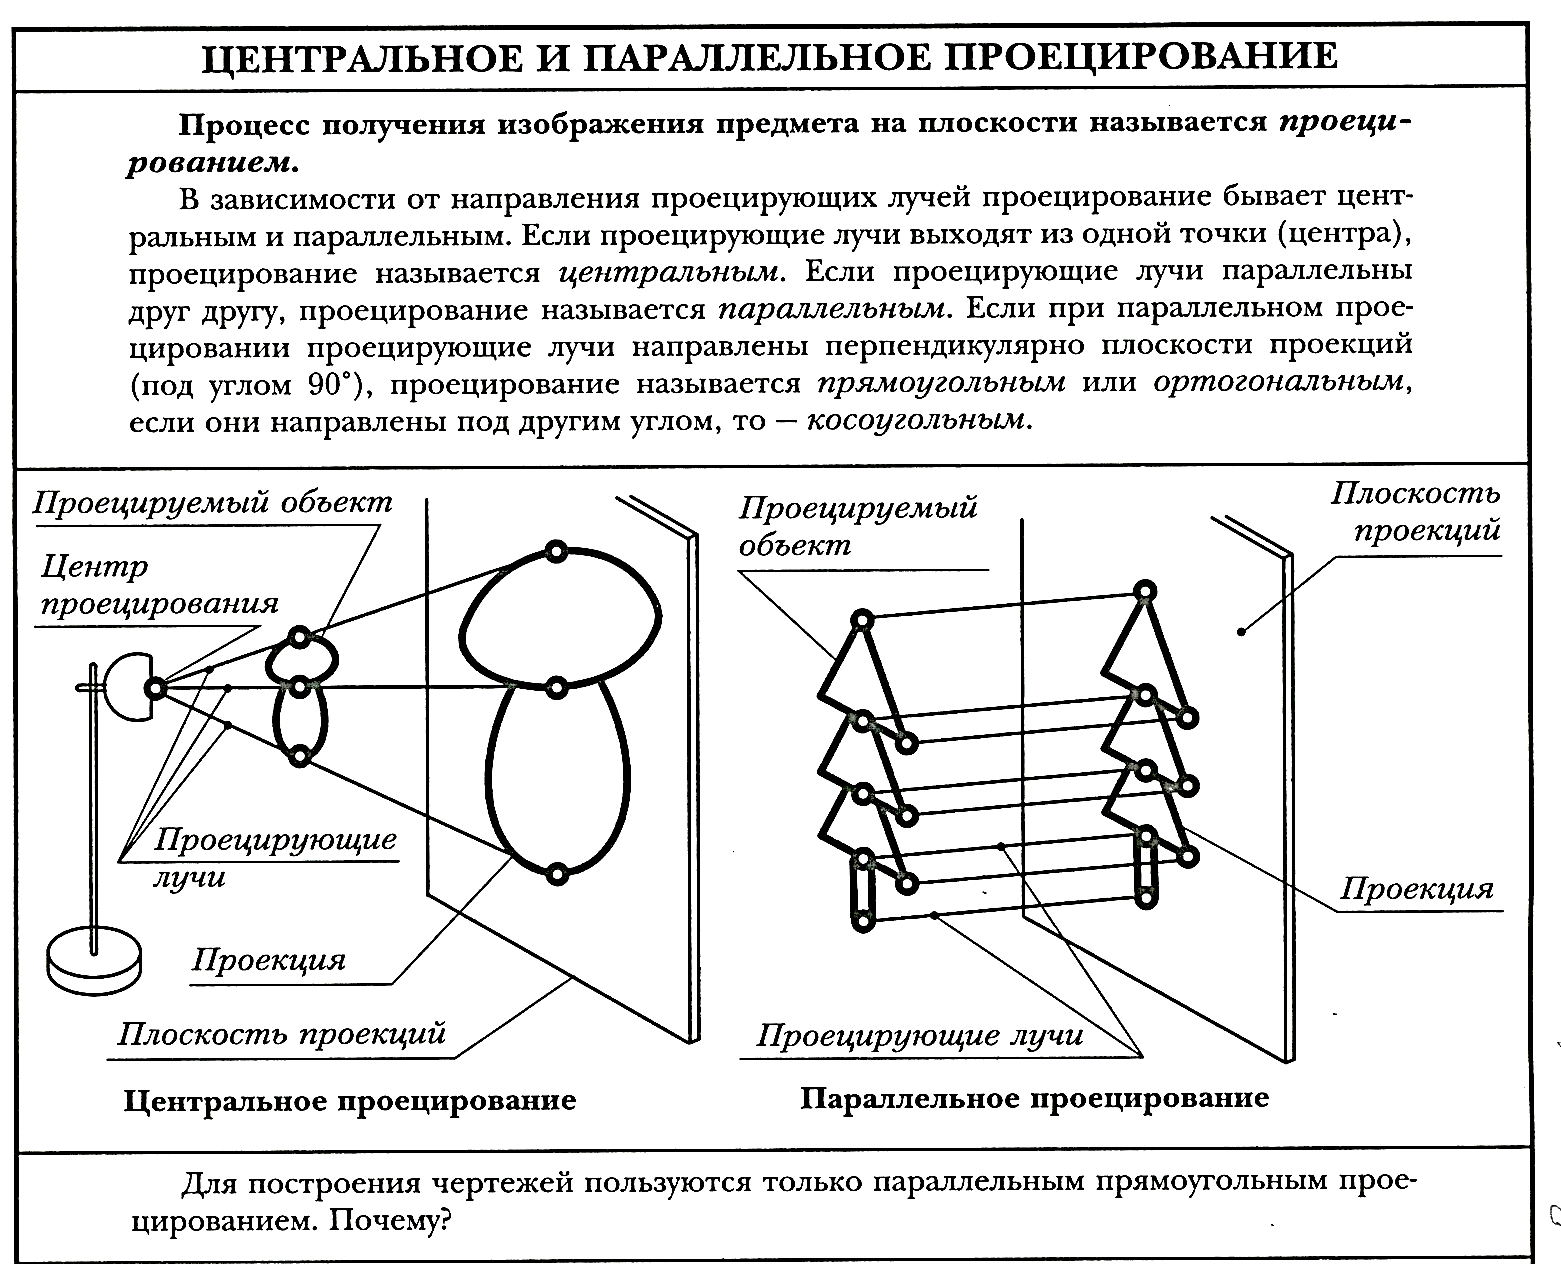 ЦЕНТРАЛЬНОЕ И ПАРАЛЛЕЛЬНОЕ ПРОЕЦИРОВАНИЕ
Процесс получения изображения предмета на плоскости называется проеци-
рованием.
В зависимости от направления проецирующих лучей проецирование бывает цент-
ральным и параллельным. Если проецирующие лучи выходят из одной точки (центра),
проецирование называется центральным. Если проецирующие лучи параллельны
друг другу, проецирование называется параллельным. Если при параллельном прое-
цировании проецирующие лучи направлены перпендикулярно плоскости проекций
(под углом 90°), проецирование называется прямоугольным или ортогональным,
если они направлены под другим углом, то — косоугольным.
Проецируемый объект
Центр
проецирования
Проецирующие
лучи
Проекция
Плоскость проекций
Центральное проецирование
Проецируемый
объект
Плоскость
проекций
Проекция
Проецирующие лучи
Параллельное проецирование
Для построения чертежей пользуются только параллельным прямоугольным прое-
цированием. Почему?